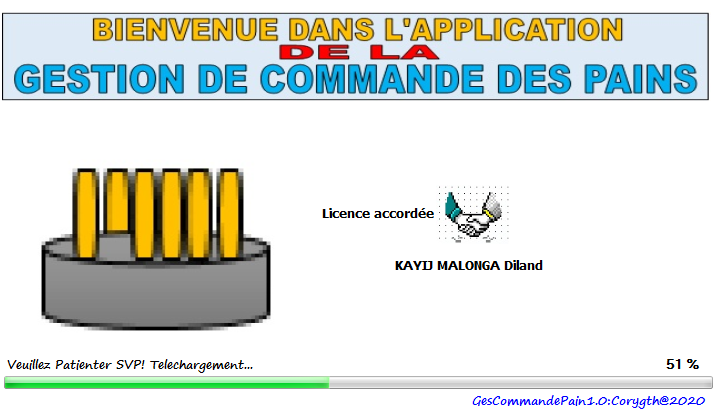 BIENVENUE DANS L'APPLICATION
DE LA
GESTION DE COMMANDE DES PAINS
Licence accordée
KAYIJ MALONGA Diland
Veuillez Patienter SVP! Telechargement...
51 %
GesCommandePain1.0:Corygth@2020